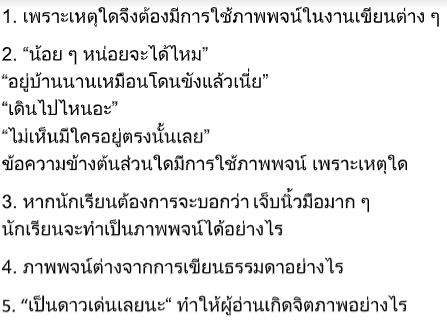 1. เพราะเหตุใดจึงต้องมีการใช้ภาพพจน์ในงานเขียนต่าง ๆ
2. “น้อย ๆ หน่อยจะได้ไหม”
“อยู่บ้านนานเหมือนโดนขังแล้วเนี่ย”
“เดินไปไหนอะ”
“ไม่เห็นมีใครอยู่ตรงนั้นเลย”
ข้อความข้างต้นส่วนใดมีการใช้ภาพพจน์ เพราะเหตุใด
3. หากนักเรียนต้องการจะบอกว่า เจ็บนิ้วมือมาก ๆ
นักเรียนจะทำเป็นภาพพจน์ได้อย่างไร
4. ภาพพจน์ต่างจากการเขียนธรรมดาอย่างไร
5. “เป็นดาวเด่นเลยนะ“ ทำให้ผู้อ่านเกิดจิตภาพอย่างไร